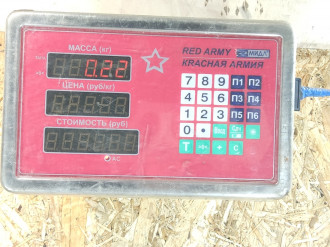 МАССА (кг)
0.22
ЦЕНА (руб/кг)
СТОИМОСТЬ (руб)
RED ARMY МИДЛ
КРАСНАЯ АРМИЯ
7 8 9 П1 П2
4 5 6 П3 П4
1 2 3 П5 П6
0 •
T C